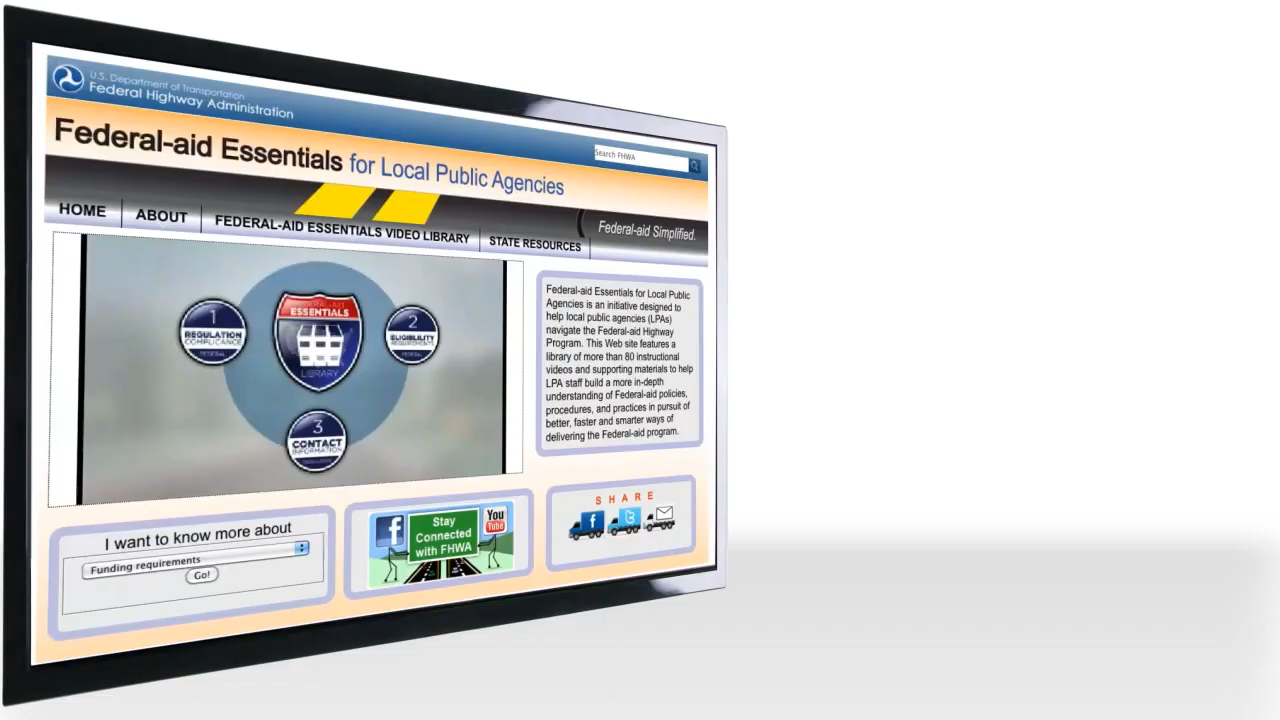 U.S. Department of Transportation
Federal Highway Administration
Search FHWA
Federal-aid Essentials for Local Public Agencies
Federal-aid Simplified.
HOME
ABOUT
FEDERAL-AID ESSENTIALS VIDEO LIBRARY
STATE RESOURCES
1
REGULATION
COMPLIANCE
FEDERAL
ESSENTIALS
LIBRARY
2
ELIGIBLILITY
REQUIREMENTS
3
CONTACT
INFORMATION
Federal-aid Essentials for Local Public
Agencies is an initiative designed to
help local public agencies (LPAs)
navigate the Federal-aid Highway
Program. This Web site features a
library of more than 80 instructional
videos and supporting materials to help
LPA staff build a more in-depth
understanding of Federal-aid policies,
procedures, and practices in pursuit of
better, faster and smarter ways of
delivering the Federal-aid program.
I want to know more about
Funding requirements
Go!
f
Stay
Connected
with FHWA
You
Tube
SHARE
f